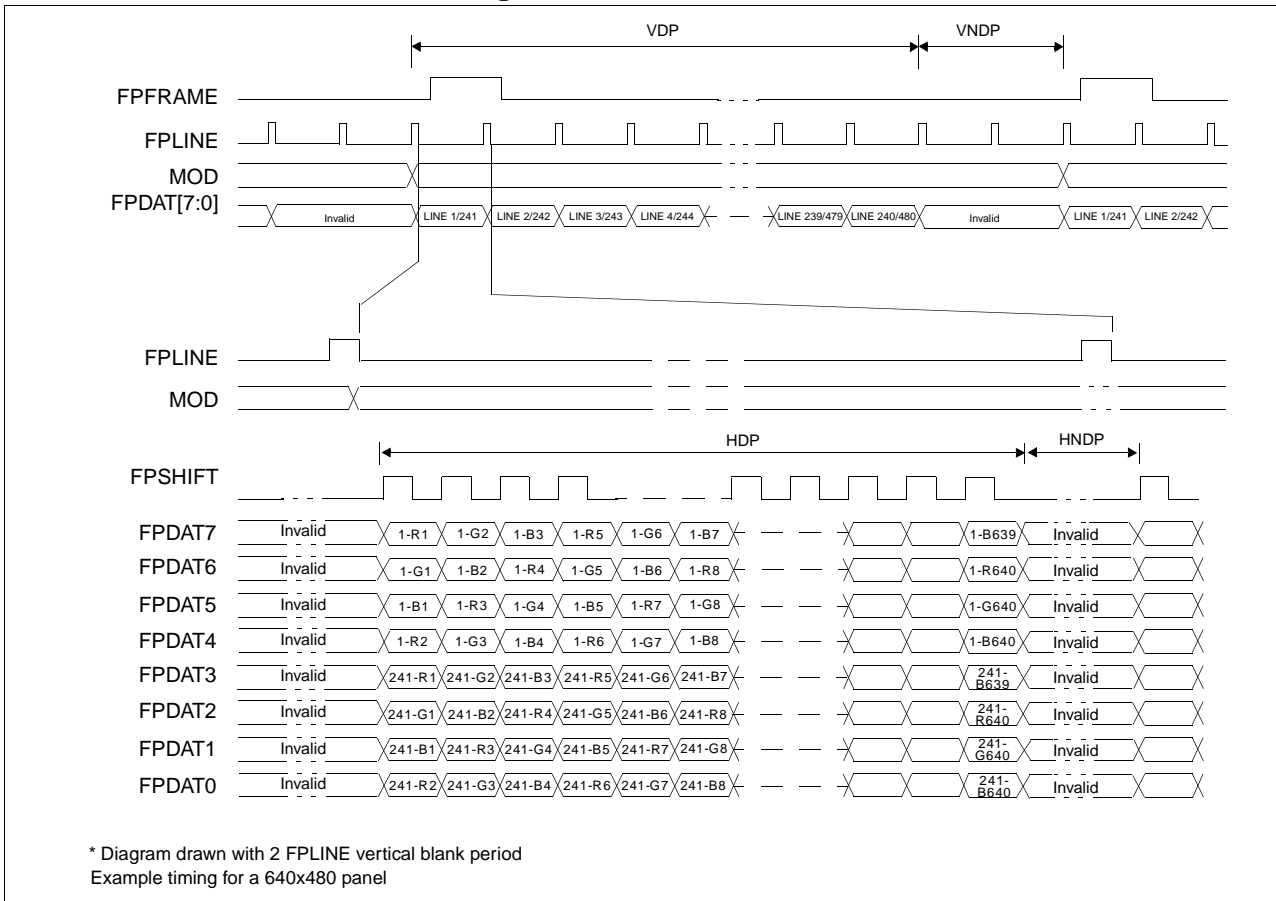 VDP VNDP
FPFRAME
FPLINE
MOD
FPDAT[7:0] Invalid LINE 1/241 LINE 2/242 LINE 3/243 LINE 4/244 LINE 239/479 LINE 240/480 Invalid LINE 1/241 LINE 2/242
FPLINE
MOD
HDP HNDP
FPSHIFT
FPDAT7 Invalid 1-R1 1-G2 1-B3 1-R5 1-G6 1-B7 1-B639 Invalid
FPDAT6 Invalid 1-G1 1-B2 1-R4 1-G5 1-B6 1-R8 1-R640 Invalid
FPDAT5 Invalid 1-B1 1-R3 1-G4 1-B5 1-R7 1-G8 1-G640 Invalid
FPDAT4 Invalid 1-R2 1-G3 1-B4 1-R6 1-G7 1-B8 1-B640 Invalid
FPDAT3 Invalid 241-R1 241-G2 241-B3 241-R5 241-G6 241-B7 241-B639 Invalid
FPDAT2 Invalid 241-G1 241-B2 241-R4 241-G5 241-B6 241-R8 241-R640 Invalid
FPDAT1 Invalid 241-B1 241-R3 241-G4 241-B5 241-R7 241-G8 241-G640 Invalid
FPDAT0 Invalid 241-R2 241-G3 241-B4 241-R6 241-G7 241-B8 241-B640 Invalid
* Diagram drawn with 2 FPLINE vertical blank period
Example timing for a 640x480 panel